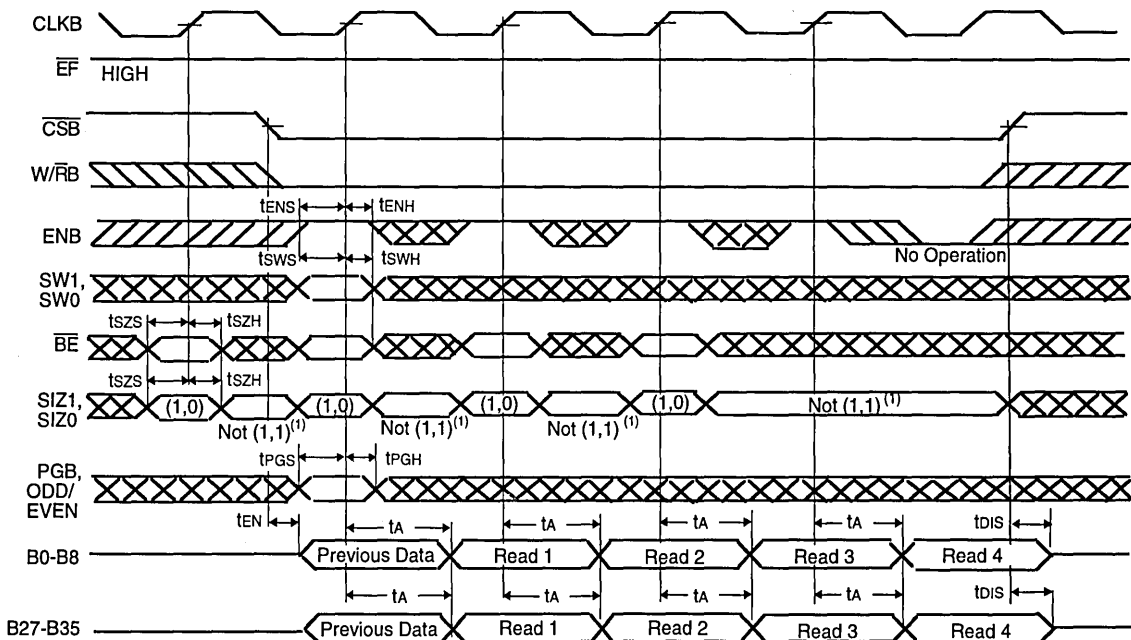 CLKB
EF HIGH
CSB
W/RB
tENS tENH
ENB
No Operation
tSWS tSWH
SW1,
SW0
tSZS tSZH
BE
tSZS tSZH
SIZ1,
SIZ0
(1,0) (1,0) (1,0) (1,0) Not (1,1)(1)
Not (1,1)(1) Not (1,1)(1) Not (1,1)(1)
tPGS tPGH
PGB,
ODD/
EVEN
tEN tA tA tA tA tDIS
B0-B8 Previous Data Read 1 Read 2 Read 3 Read 4
tA tA tA tA tDIS
B27-B35 Previous Data Read 1 Read 2 Read 3 Read 4